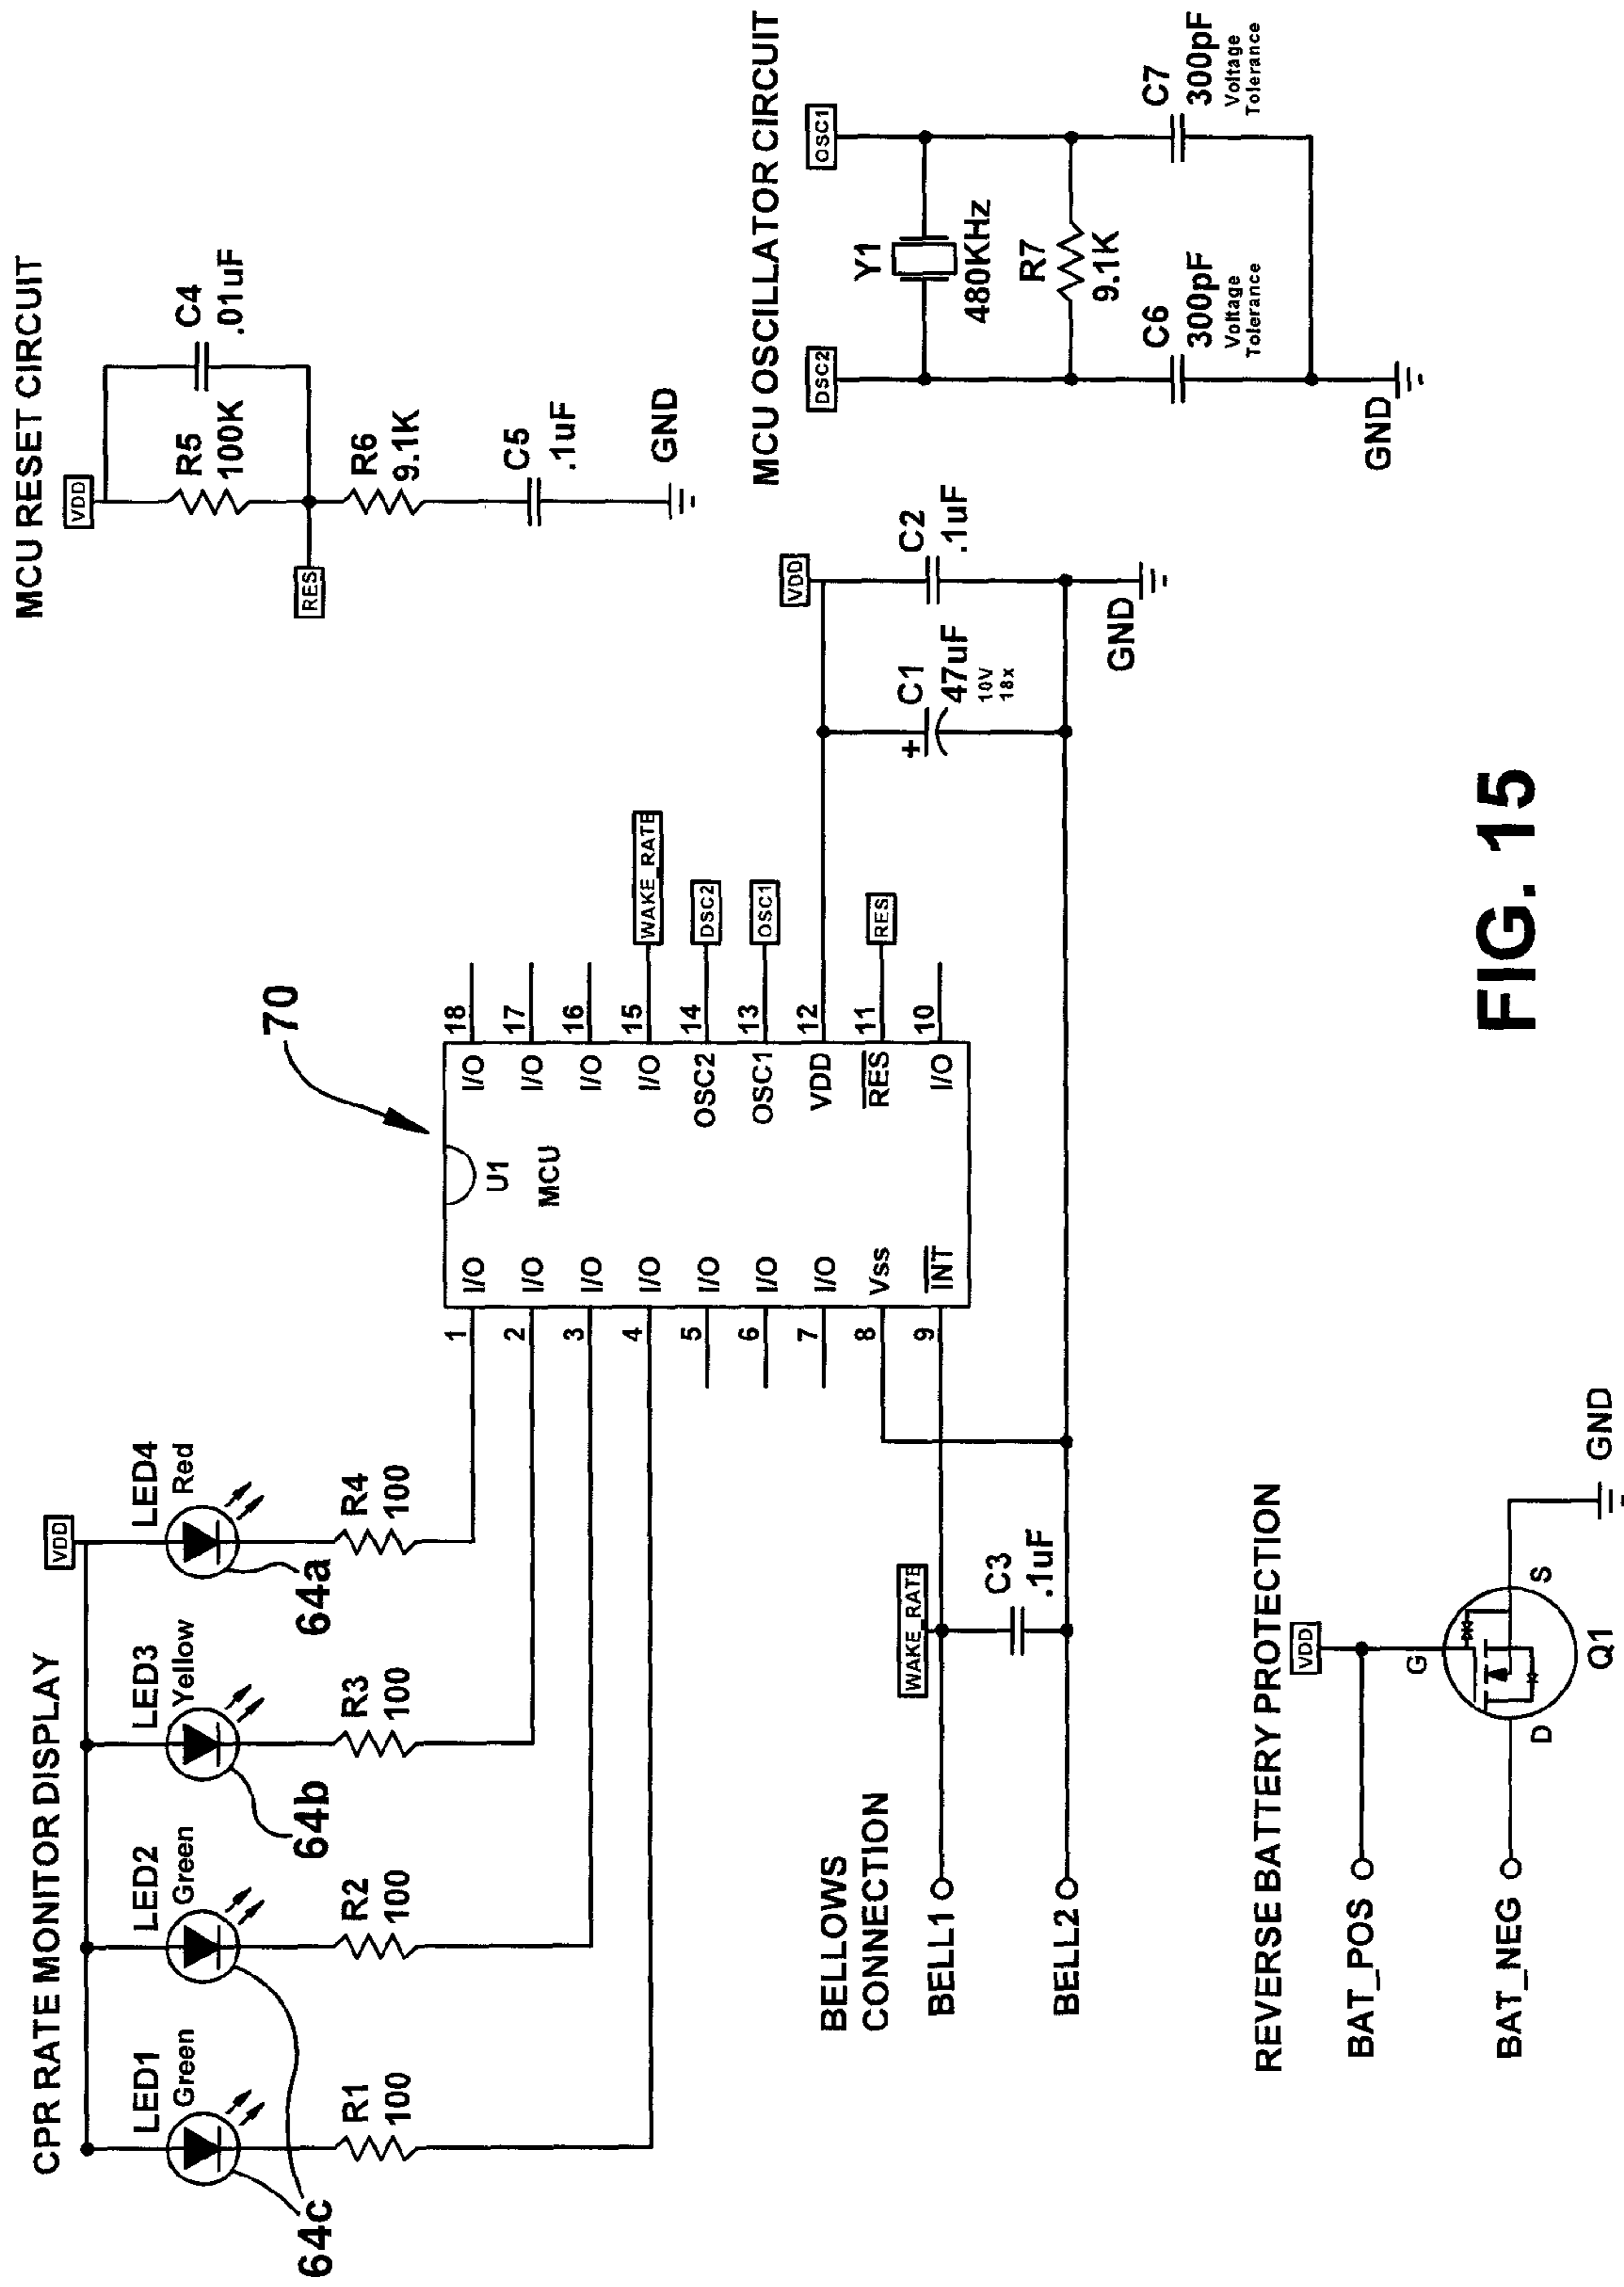 CPR RATE MONITOR DISPLAY
VDD
LED1
Green
LED2
Green
LED3
Yellow
LED4
Red
R1
100
R2
100
R3
100
R4
100
64c
64b
64a
MCU RESET CIRCUIT
VDD
R5
100K
C4
.01uF
RES
R6
9.1K
C5
.1uF
GND
70
U1
MCU
1
I/O
2
I/O
3
I/O
4
I/O
5
I/O
6
I/O
7
I/O
8
Vss
9
INT
I/O
18
I/O
17
I/O
16
I/O
15
WAKE_RATE
OSC2
14
DSC2
OSC1
13
OSC1
VDD
12
RES
11
RES
I/O
10
VDD
+
C1
47uF
10V
18x
C2
.1uF
GND
BELLOWS
CONNECTION
BELL1
BELL2
WAKE_RATE
C3
.1uF
MCU OSCILLATOR CIRCUIT
DSC2
OSC1
Y1
480KHz
R7
9.1K
C6
300pF
Voltage
Tolerance
C7
300pF
Voltage
Tolerance
GND
REVERSE BATTERY PROTECTION
VDD
BAT_POS
BAT_NEG
G
D
S
Q1
GND
FIG. 15